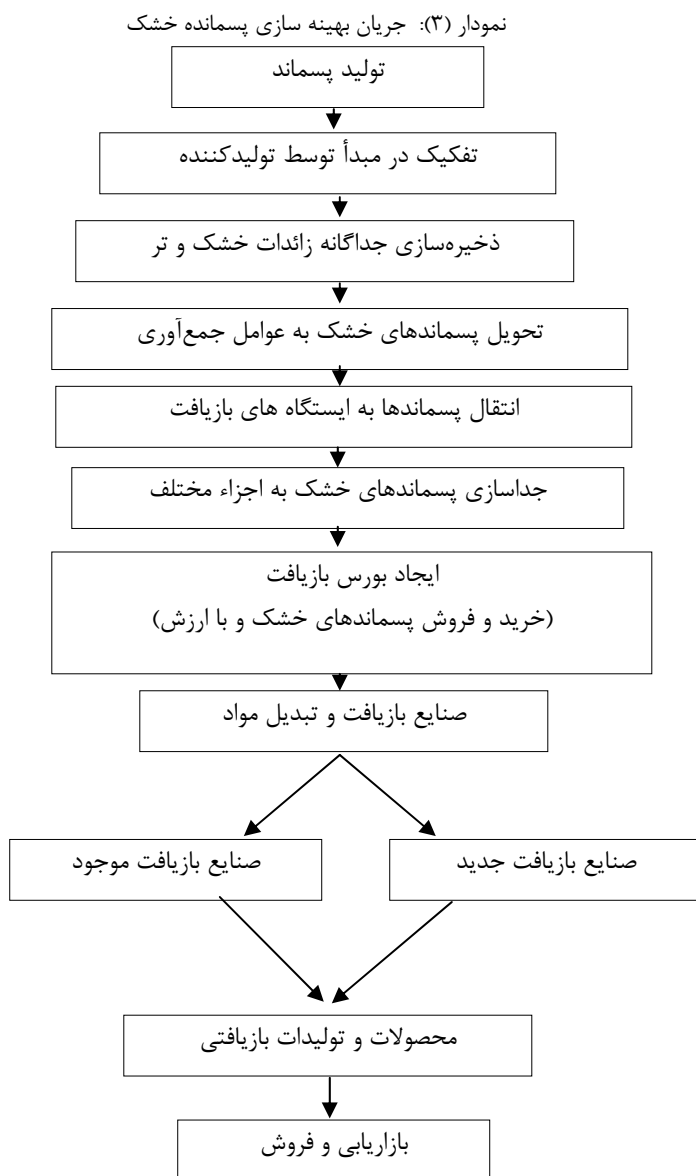 نمودار (۳): جریان بهینه سازی پسمانده خشک
تولید پسماند
تفکیک در مبدأ توسط تولیدکننده
ذخیره‌سازی جداگانه زائدات خشک و تر
تحویل پسماندهای خشک به عوامل جمع‌آوری
انتقال پسماندها به ایستگاه های بازیافت
جداسازی پسماندهای خشک به اجزاء مختلف
ایجاد بورس بازیافت
(خرید و فروش پسماندهای خشک و با ارزش)
صنایع بازیافت و تبدیل مواد
صنایع بازیافت جدید
صنایع بازیافت موجود
محصولات و تولیدات بازیافتی
بازاریابی و فروش